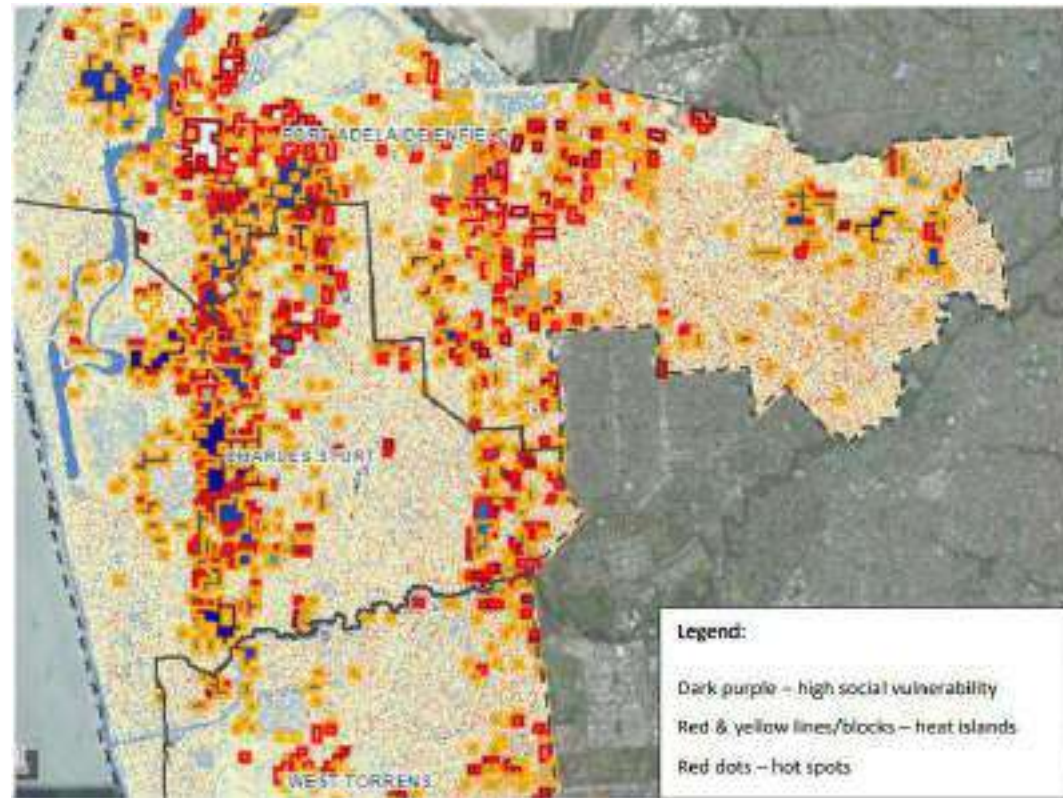 PORT ADELAIDE ENFIELD
CHARLES STURT
WEST TORRENS
Legend:
Dark purple – high social vulnerability
Red & yellow lines/blocks – heat islands
Red dots – hot spots